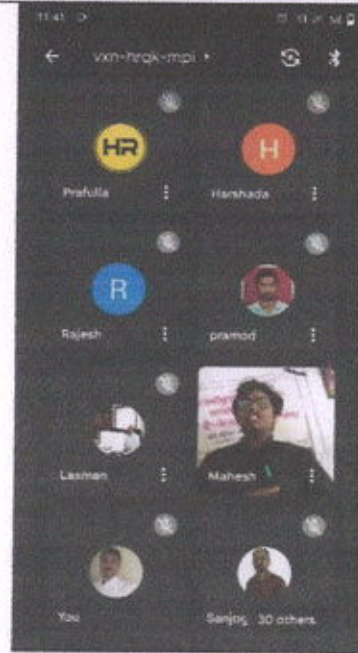 11:41
vxn-hrqk-mpi
HR
H
Prafulla
Harshada
R
Rajesh
pramod
Laxman
Mahesh
You
Sanjog 30 others